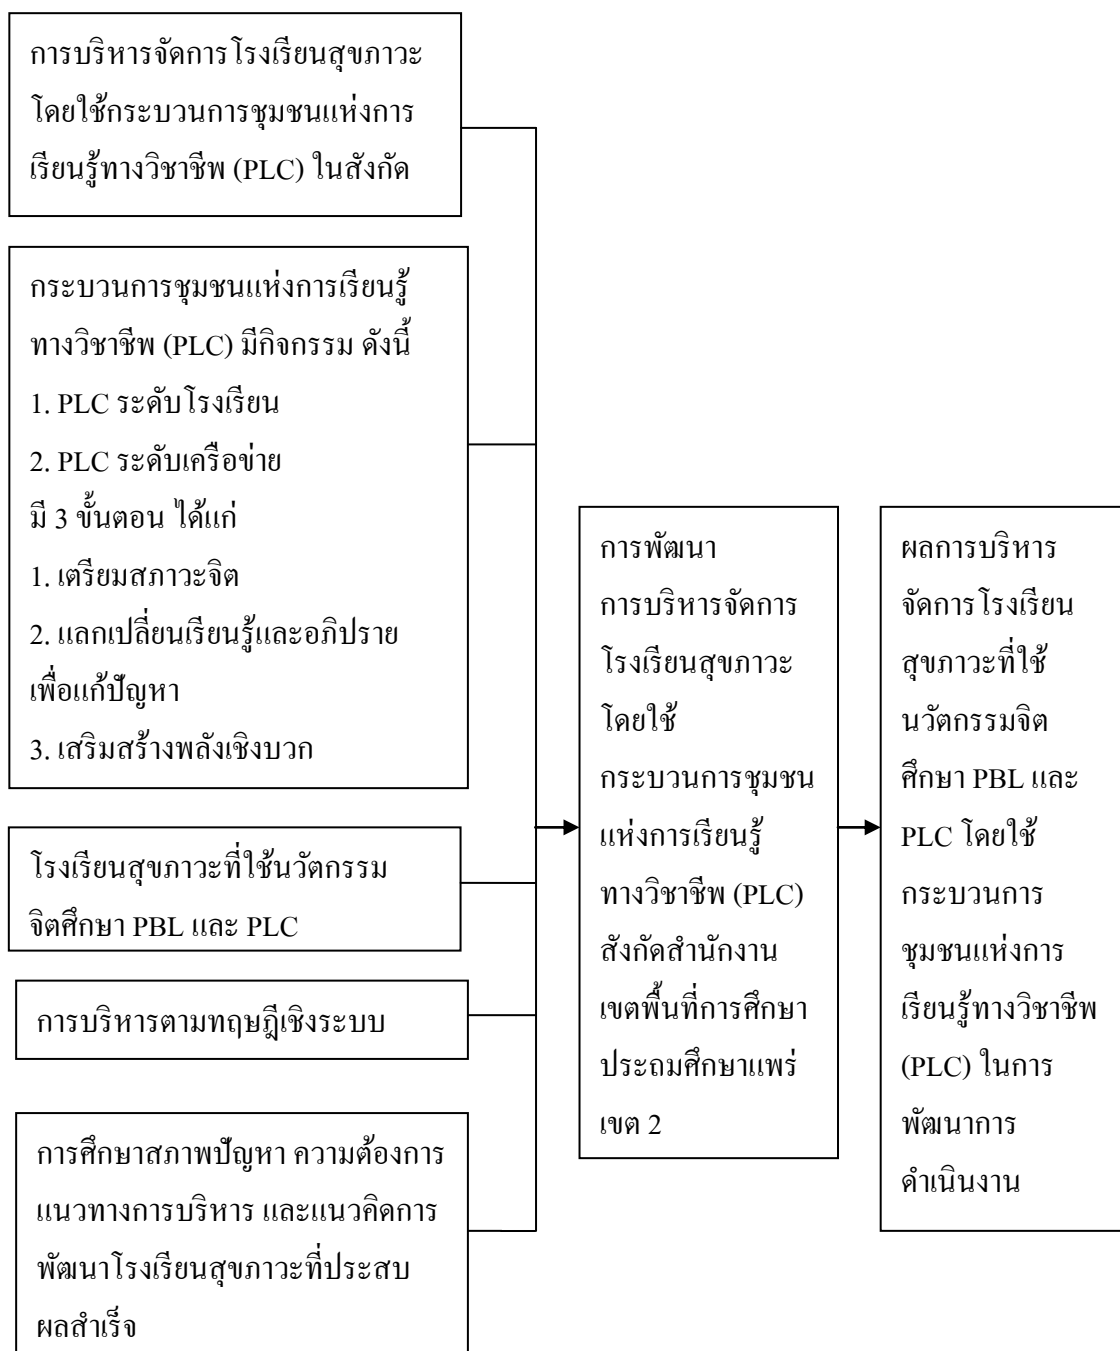 การบริหารจัดการโรงเรียนสุขภาวะ
โดยใช้กระบวนการชุมชนแห่งการ
เรียนรู้ทางวิชาชีพ (PLC) ในสังกัด
กระบวนการชุมชนแห่งการเรียนรู้
ทางวิชาชีพ (PLC) มีกิจกรรม ดังนี้
1. PLC ระดับโรงเรียน
2. PLC ระดับเครือข่าย
มี 3 ขั้นตอน ได้แก่
1. เตรียมสภาวะจิต
2. แลกเปลี่ยนเรียนรู้และอภิปราย
เพื่อแก้ปัญหา
3. เสริมสร้างพลังเชิงบวก
โรงเรียนสุขภาวะที่ใช้นวัตกรรม
จิตศึกษา PBL และ PLC
การบริหารตามทฤษฎีเชิงระบบ
การศึกษาสภาพปัญหา ความต้องการ
แนวทางการบริหาร และแนวคิดการ
พัฒนาโรงเรียนสุขภาวะที่ประสบ
ผลสำเร็จ
การพัฒนา
การบริหารจัดการ
โรงเรียนสุขภาวะ
โดยใช้
กระบวนการชุมชน
แห่งการเรียนรู้
ทางวิชาชีพ (PLC)
สังกัดสำนักงาน
เขตพื้นที่การศึกษา
ประถมศึกษาแพร่
เขต 2
ผลการบริหาร
จัดการโรงเรียน
สุขภาวะที่ใช้
นวัตกรรมจิต
ศึกษา PBL และ
PLC โดยใช้
กระบวนการ
ชุมชนแห่งการ
เรียนรู้ทางวิชาชีพ
(PLC) ในการ
พัฒนาการ
ดำเนินงาน